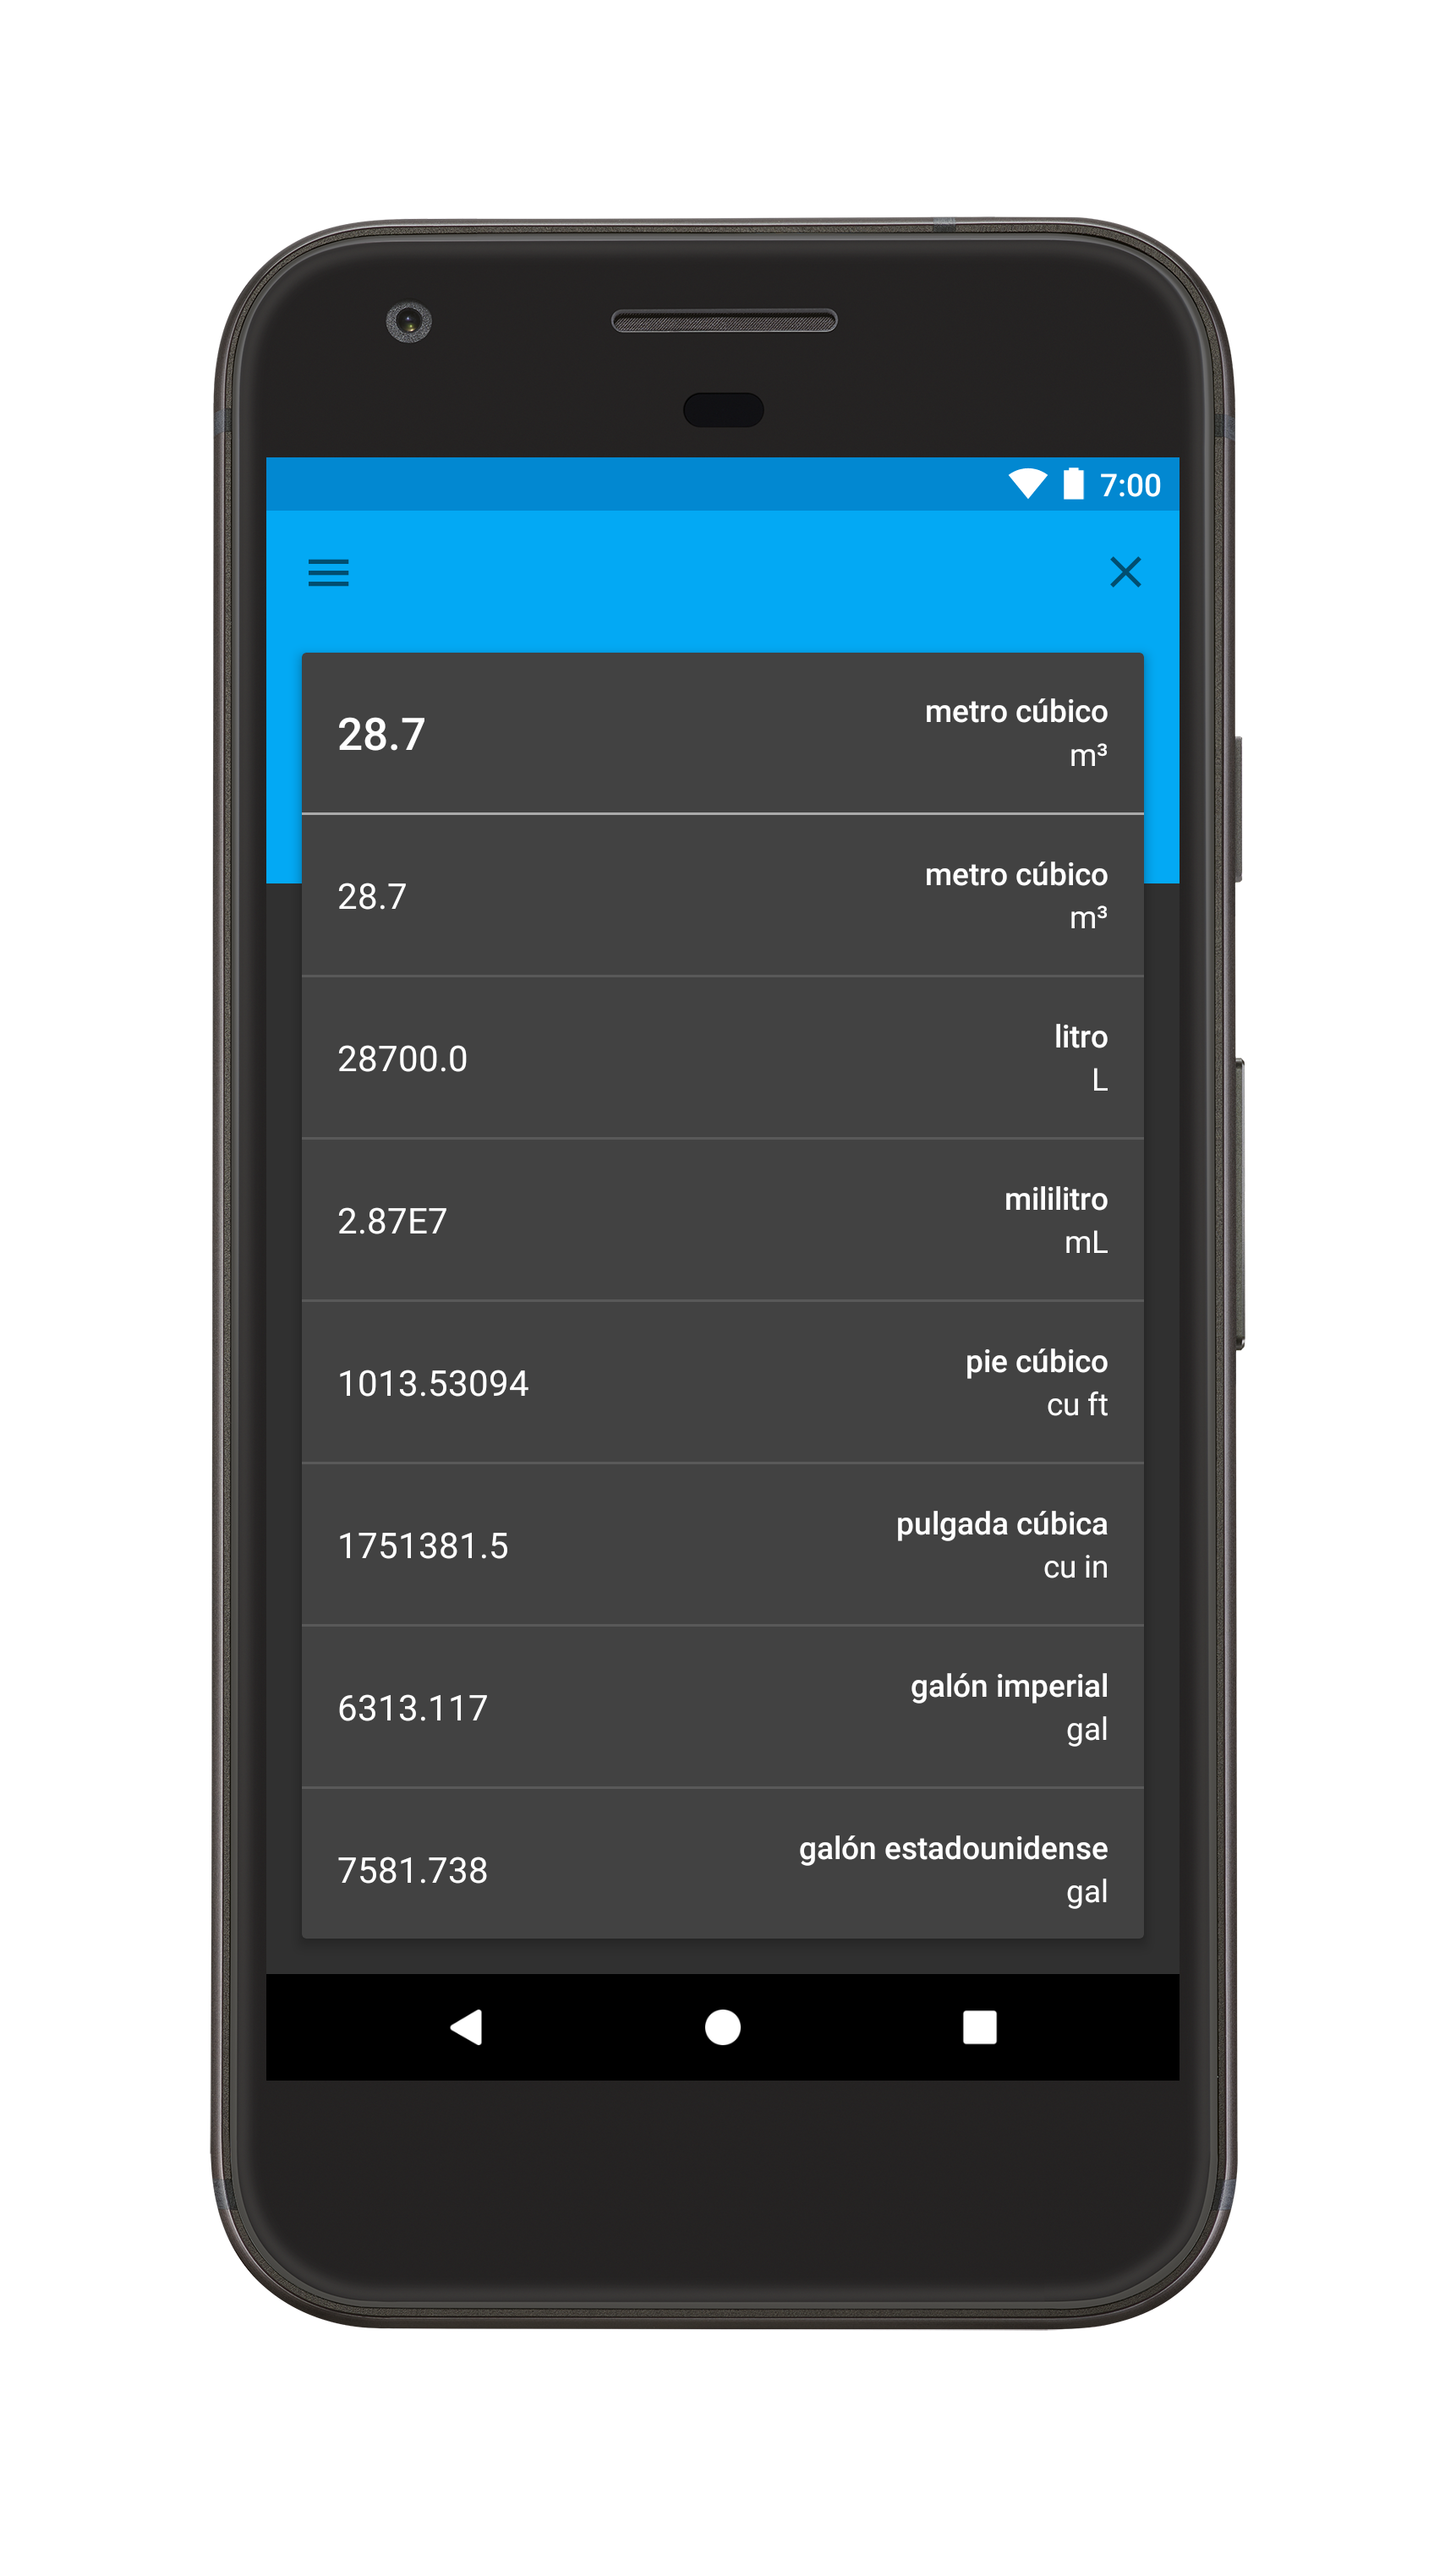 7:00
28.7
metro cúbico
m³
28.7
metro cúbico
m³
28700.0
litro
L
2.87E7
mililitro
mL
1013.53094
pie cúbico
cu ft
1751381.5
pulgada cúbica
cu in
6313.117
galón imperial
gal
7581.738
galón estadounidense
gal